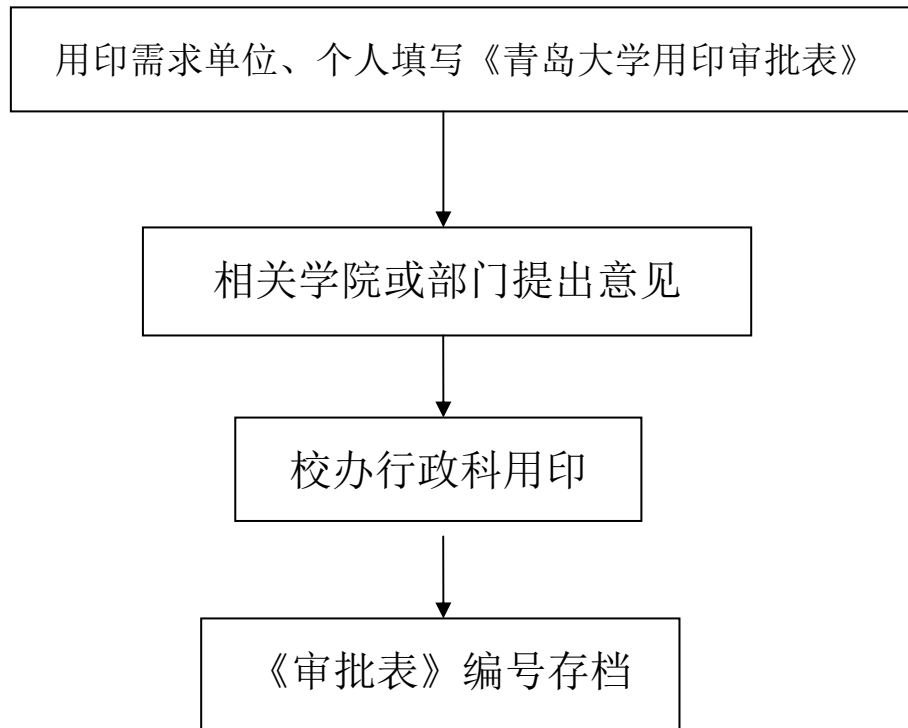 用印需求单位、个人填写《青岛大学用印审批表》
相关学院或部门提出意见
校办行政科用印
《审批表》编号存档